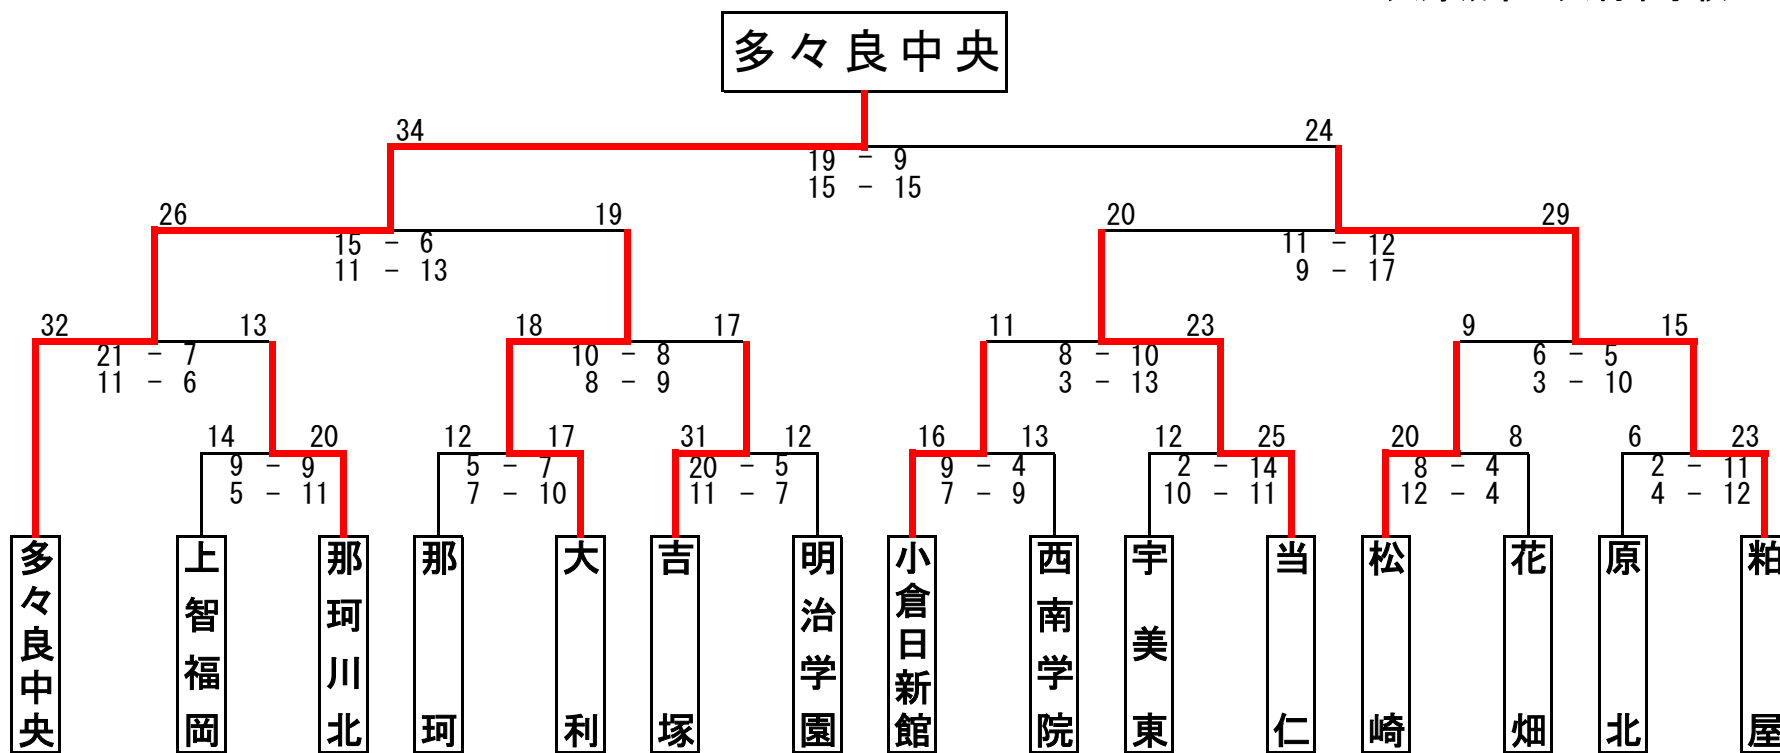 多々良中央
34 24
19 - 9
15 - 15
26 19 20 29
15 - 6 11 - 12
11 - 13 9 - 17
32 13 18 17 11 23 9 15
21 - 7 10 - 8 8 - 10 6 - 5
11 - 6 8 - 9 3 - 13 3 - 10
14 20 12 17 31 12 16 13 12 25 20 8 6 23
9 - 9 5 - 7 20 - 5 9 - 4 2 - 14 8 - 4 2 - 11
5 - 11 7 - 10 11 - 7 7 - 9 10 - 11 12 - 4 4 - 12
多々良中央
上智福岡
那珂川北
那珂
大利
吉塚
明治学園
小倉日新館
西南学院
宇美東
当仁
松崎
花畑
原北
粕屋